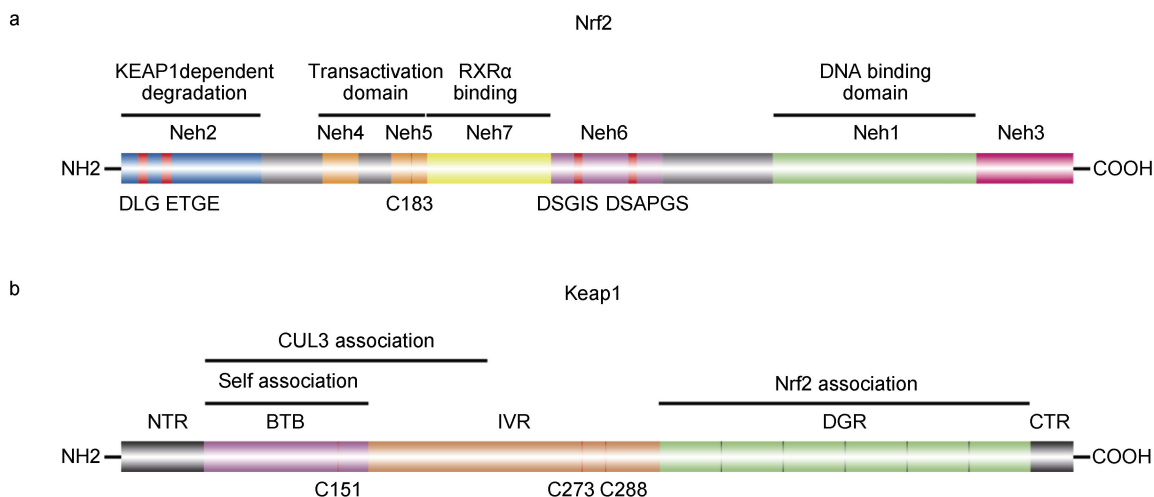 a
Nrf2
KEAP1dependent
degradation
Transactivation
domain
RXRα
binding
DNA binding
domain
Neh2
Neh4
Neh5
Neh7
Neh6
Neh1
Neh3
NH2
COOH
DLG ETGE
C183
DSGIS DSAPGS
b
Keap1
CUL3 association
Self association
Nrf2 association
NTR
BTB
IVR
DGR
CTR
NH2
COOH
C151
C273 C288